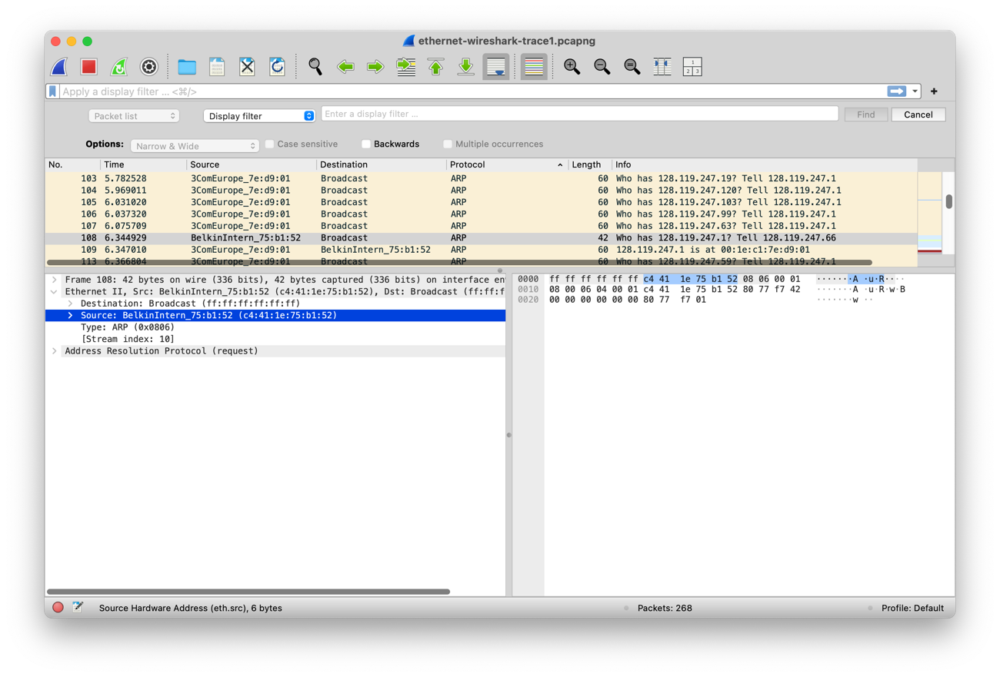 ethernet-wireshark-trace1.pcapng
1
2 3
Apply a display filter … <⌘/>
+
Packet list Display filter Enter a display filter … Find Cancel
Options: Narrow & Wide Case sensitive Backwards Multiple occurrences
No. Time Source Destination Protocol Length Info
103 5.782528 3ComEurope_7e:d9:01 Broadcast ARP 60 Who has 128.119.247.19? Tell 128.119.247.1
104 5.969011 3ComEurope_7e:d9:01 Broadcast ARP 60 Who has 128.119.247.120? Tell 128.119.247.1
105 6.031020 3ComEurope_7e:d9:01 Broadcast ARP 60 Who has 128.119.247.103? Tell 128.119.247.1
106 6.037320 3ComEurope_7e:d9:01 Broadcast ARP 60 Who has 128.119.247.99? Tell 128.119.247.1
107 6.075709 3ComEurope_7e:d9:01 Broadcast ARP 60 Who has 128.119.247.63? Tell 128.119.247.1
108 6.344929 BelkinIntern_75:b1:52 Broadcast ARP 42 Who has 128.119.247.1? Tell 128.119.247.66
109 6.347010 3ComEurope_7e:d9:01 BelkinIntern_75:b1:52 ARP 60 128.119.247.1 is at 00:1e:c1:7e:d9:01
113 6.366804 3ComEurope_7e:d9:01 Broadcast ARP 60 Who has 128.119.247.59? Tell 128.119.247.1
Frame 108: 42 bytes on wire (336 bits), 42 bytes captured (336 bits) on interface en
Ethernet II, Src: BelkinIntern_75:b1:52 (c4:41:1e:75:b1:52), Dst: Broadcast (ff:ff:f
Destination: Broadcast (ff:ff:ff:ff:ff:ff)
Source: BelkinIntern_75:b1:52 (c4:41:1e:75:b1:52)
Type: ARP (0x0806)
[Stream index: 10]
Address Resolution Protocol (request)
0000 ff ff ff ff ff ff c4 41 1e 75 b1 52 08 06 00 01 ·······A ·u·R····
0010 08 00 06 04 00 01 c4 41 1e 75 b1 52 80 77 f7 42 ·······A ·u·R·w·B
0020 00 00 00 00 00 00 80 77 f7 01 ·······w ··
Source Hardware Address (eth.src), 6 bytes Packets: 268 Profile: Default